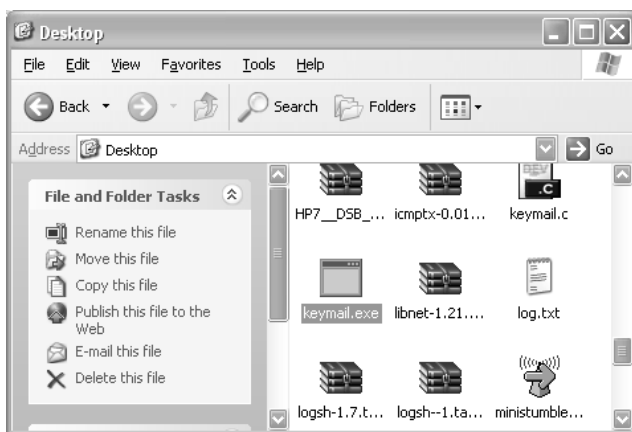 Desktop
File Edit View Favorites Tools Help
Back Search Folders
Address Desktop Go
File and Folder Tasks
Rename this file
Move this file
Copy this file
Publish this file to the
Web
E-mail this file
Delete this file
HP7__DSB_... icmptx-0.01... keymail.c
DEV
.C
keymail.exe libnet-1.21.... log.txt
logsh-1.7.t... logsh--1.ta... ministumble...